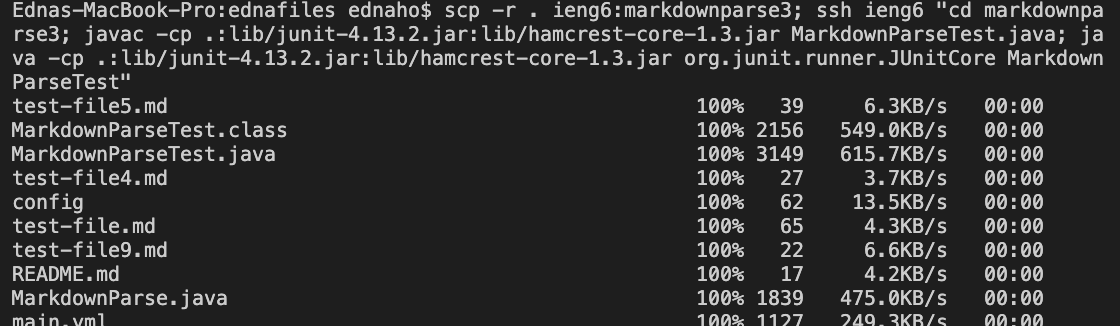 Ednas-MacBook-Pro:ednafiles ednaho$ scp -r . ieng6:markdownparse3; ssh ieng6 "cd markdownpa
rse3; javac -cp .:lib/junit-4.13.2.jar:lib/hamcrest-core-1.3.jar MarkdownParseTest.java; ja
va -cp .:lib/junit-4.13.2.jar:lib/hamcrest-core-1.3.jar org.junit.runner.JUnitCore Markdown
ParseTest"
test-file5.md 100% 39 6.3KB/s 00:00
MarkdownParseTest.class 100% 2156 549.0KB/s 00:00
MarkdownParseTest.java 100% 3149 615.7KB/s 00:00
test-file4.md 100% 27 3.7KB/s 00:00
config 100% 62 13.5KB/s 00:00
test-file.md 100% 65 4.3KB/s 00:00
test-file9.md 100% 22 6.6KB/s 00:00
README.md 100% 17 4.2KB/s 00:00
MarkdownParse.java 100% 1839 475.0KB/s 00:00
main.yml 100% 1127 249.3KB/s 00:00